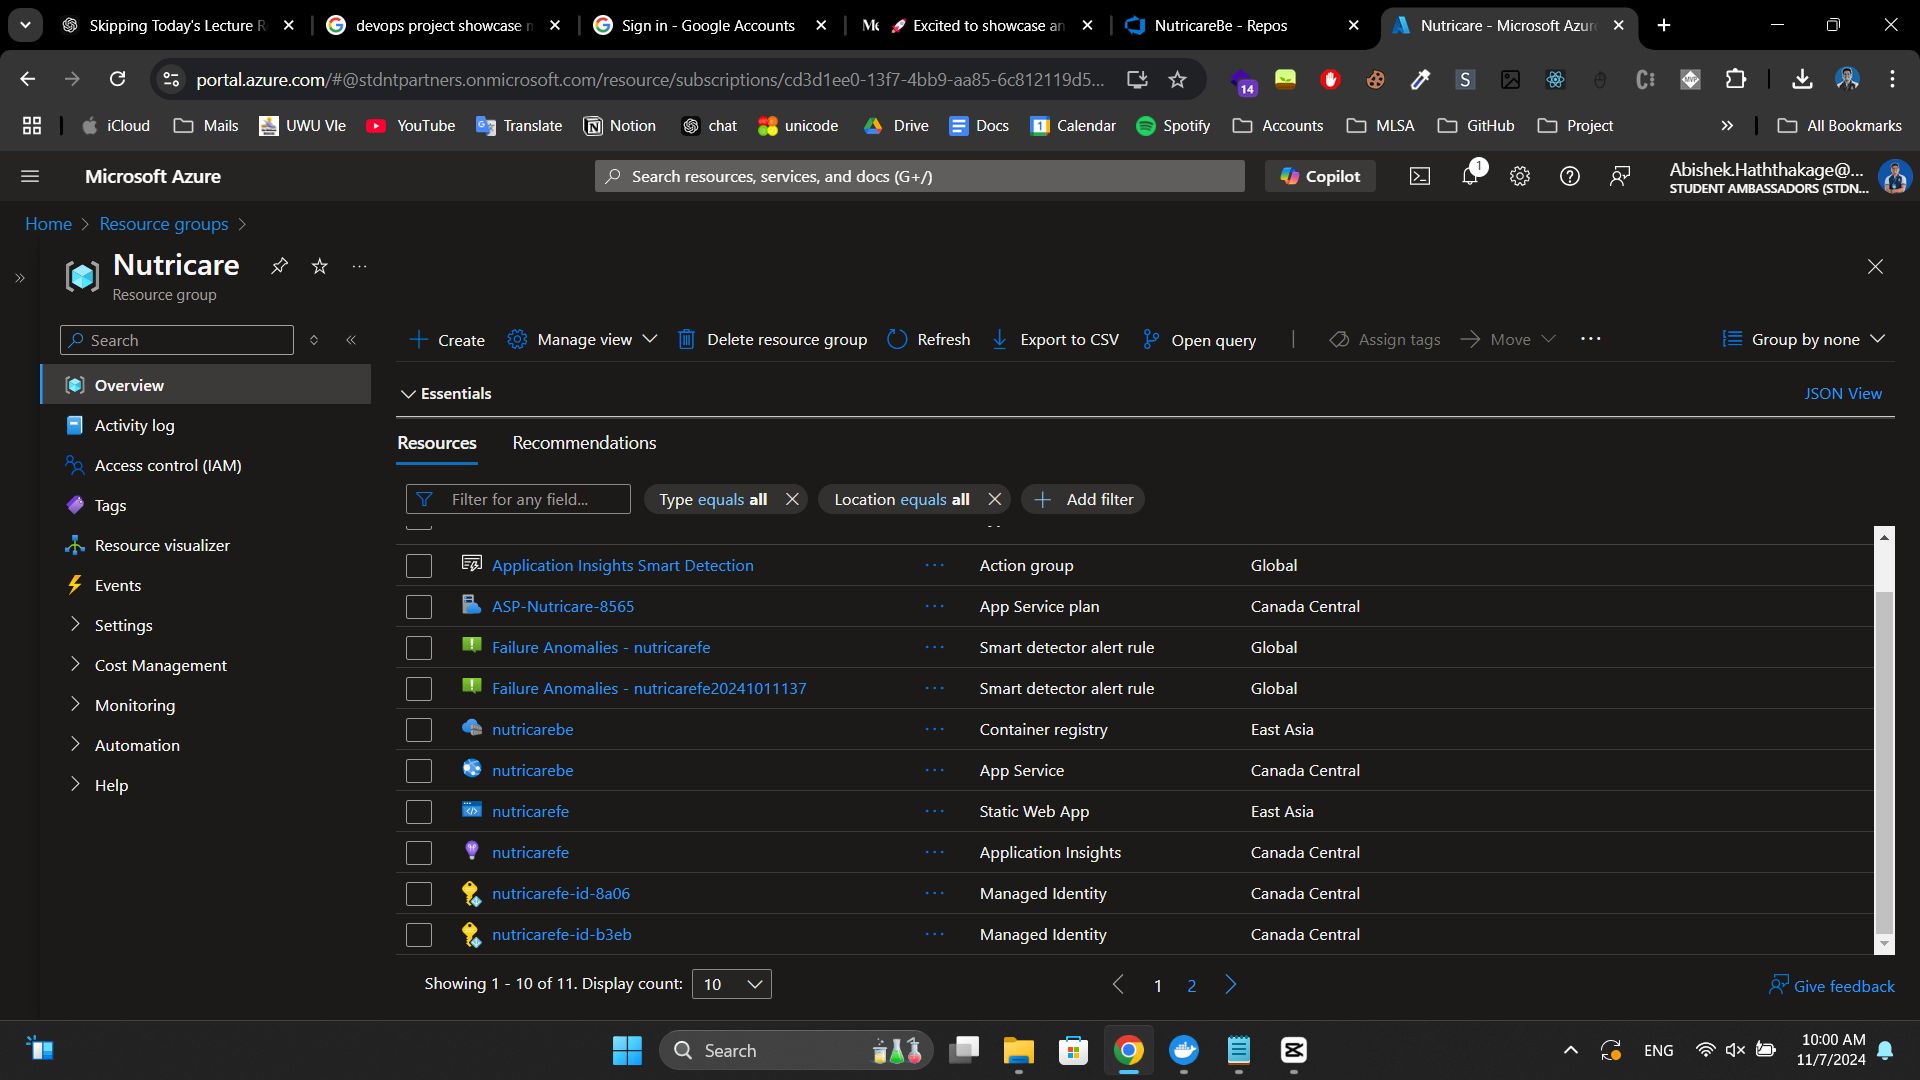 Skipping Today's Lecture R
devops project showcase n
Sign in - Google Accounts
🚀 Excited to showcase an
NutricareBe - Repos
Nutricare - Microsoft Azure
portal.azure.com/#@stdntpartners.onmicrosoft.com/resource/subscriptions/cd3d1ee0-13f7-4bb9-aa85-6c812119d5...
14
iCloud
Mails
UWU Vle
YouTube
Translate
Notion
chat
unicode
Drive
Docs
Calendar
Spotify
Accounts
MLSA
GitHub
Project
All Bookmarks
Microsoft Azure
Search resources, services, and docs (G+/)
Copilot
1
Abishek.Haththakage@...
STUDENT AMBASSADORS (STDN...
Home > Resource groups >
Nutricare
Resource group
Search
Create
Manage view
Delete resource group
Refresh
Export to CSV
Open query
Assign tags
Move
Group by none
Overview
Activity log
Access control (IAM)
Tags
Resource visualizer
Events
Settings
Cost Management
Monitoring
Automation
Help
Essentials
JSON View
Resources
Recommendations
Filter for any field...
Type equals all
Location equals all
Add filter
Application Insights Smart Detection ... Action group Global
ASP-Nutricare-8565 ... App Service plan Canada Central
Failure Anomalies - nutricarefe ... Smart detector alert rule Global
Failure Anomalies - nutricarefe20241011137 ... Smart detector alert rule Global
nutricarebe ... Container registry East Asia
nutricarebe ... App Service Canada Central
nutricarefe ... Static Web App East Asia
nutricarefe ... Application Insights Canada Central
nutricarefe-id-8a06 ... Managed Identity Canada Central
nutricarefe-id-b3eb ... Managed Identity Canada Central
Showing 1 - 10 of 11. Display count: 10
1 2
Give feedback
Search
ENG
10:00 AM
11/7/2024